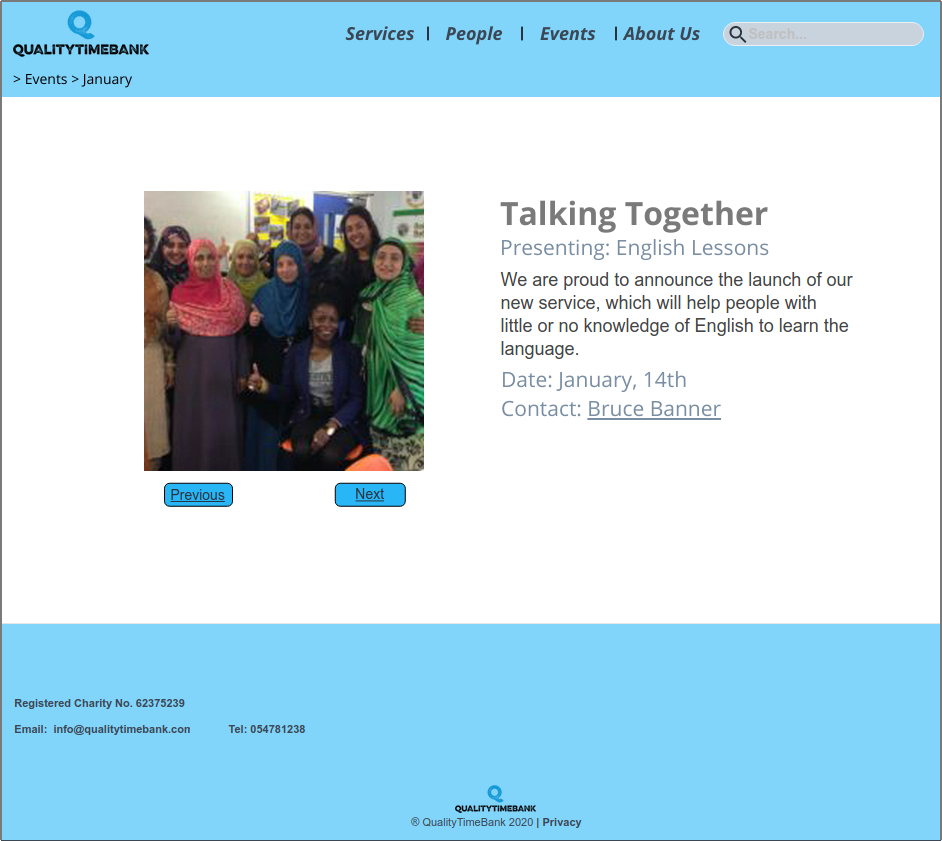 Services | People | Events | About Us
Search...
QUALITYTIMEBANK
> Events > January
Talking Together
Presenting: English Lessons
We are proud to announce the launch of our
new service, which will help people with
little or no knowledge of English to learn the
language.
Date: January, 14th
Contact: Bruce Banner
Previous
Next
Registered Charity No. 62375239
Email: info@qualitytimebank.con
Tel: 054781238
QUALITYTIMEBANK
® QualityTimeBank 2020 | Privacy